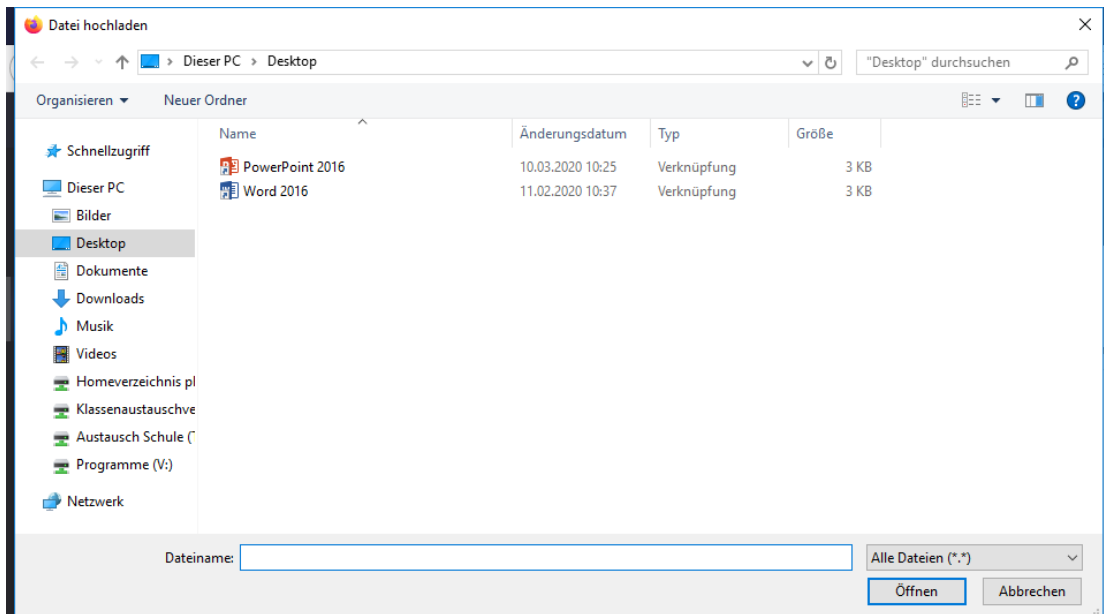 Datei hochladen
Dieser PC > Desktop
"Desktop" durchsuchen
Organisieren Neuer Ordner
Name Änderungsdatum Typ Größe
PowerPoint 2016 10.03.2020 10:25 Verknüpfung 3 KB
Word 2016 11.02.2020 10:37 Verknüpfung 3 KB
Schnellzugriff
Dieser PC
Bilder
Desktop
Dokumente
Downloads
Musik
Videos
Homeverzeichnis pl
Klassenaustauschve
Austausch Schule (T
Programme (V:)
Netzwerk
Dateiname:
Alle Dateien (*.*)
Öffnen Abbrechen